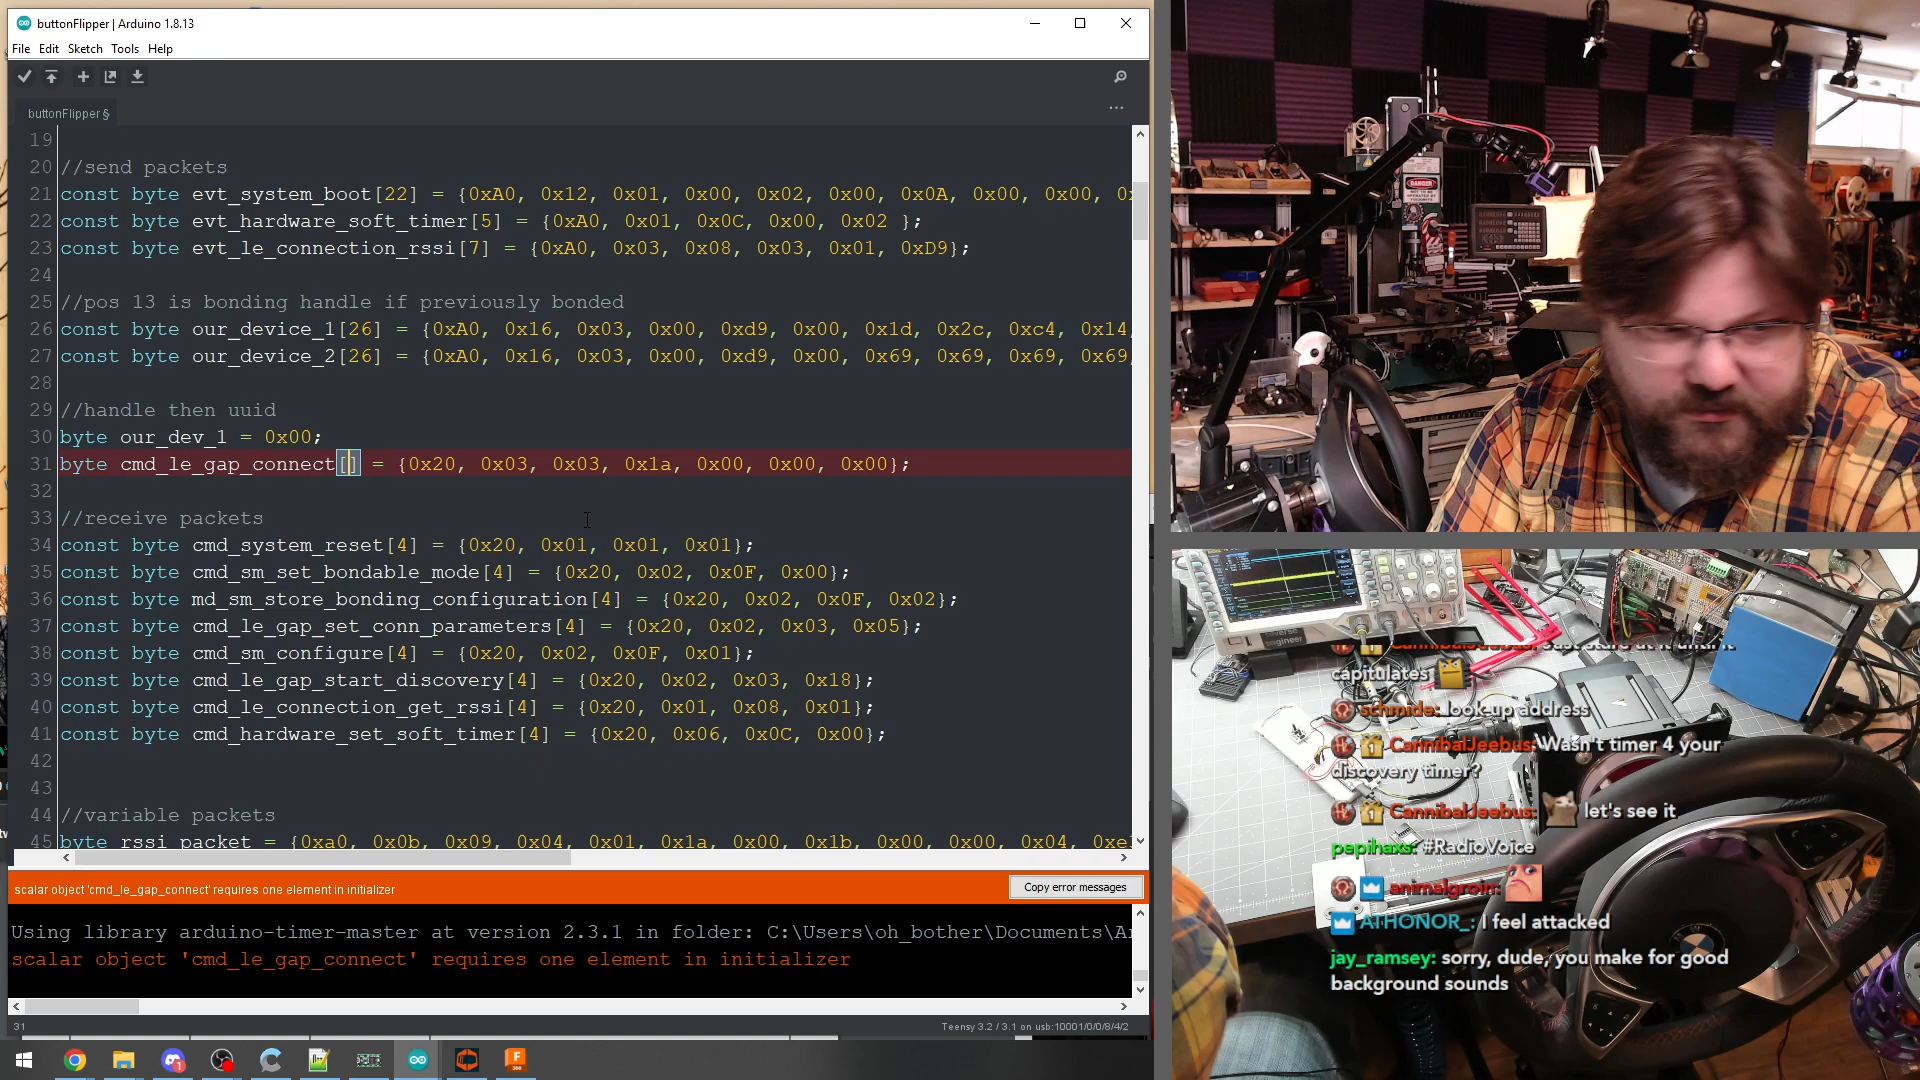 buttonFlipper | Arduino 1.8.13
File Edit Sketch Tools Help
buttonFlipper §
19
20 //send packets
21 const byte evt_system_boot[22] = {0xA0, 0x12, 0x01, 0x00, 0x02, 0x00, 0x0A, 0x00, 0x00,
22 const byte evt_hardware_soft_timer[5] = {0xA0, 0x01, 0x0C, 0x00, 0x02 };
23 const byte evt_le_connection_rssi[7] = {0xA0, 0x03, 0x08, 0x03, 0x01, 0xD9};
24
25 //pos 13 is bonding handle if previously bonded
26 const byte our_device_1[26] = {0xA0, 0x16, 0x03, 0x00, 0xd9, 0x00, 0x1d, 0x2c, 0xc4, 0x14,
27 const byte our_device_2[26] = {0xA0, 0x16, 0x03, 0x00, 0xd9, 0x00, 0x69, 0x69, 0x69, 0x69,
28
29 //handle then uuid
30 byte our_dev_1 = 0x00;
31 byte cmd_le_gap_connect[] = {0x20, 0x03, 0x03, 0x1a, 0x00, 0x00, 0x00};
32
33 //receive packets
34 const byte cmd_system_reset[4] = {0x20, 0x01, 0x01, 0x01};
35 const byte cmd_sm_set_bondable_mode[4] = {0x20, 0x02, 0x0F, 0x00};
36 const byte md_sm_store_bonding_configuration[4] = {0x20, 0x02, 0x0F, 0x02};
37 const byte cmd_le_gap_set_conn_parameters[4] = {0x20, 0x02, 0x03, 0x05};
38 const byte cmd_sm_configure[4] = {0x20, 0x02, 0x0F, 0x01};
39 const byte cmd_le_gap_start_discovery[4] = {0x20, 0x02, 0x03, 0x18};
40 const byte cmd_le_connection_get_rssi[4] = {0x20, 0x01, 0x08, 0x01};
41 const byte cmd_hardware_set_soft_timer[4] = {0x20, 0x06, 0x0C, 0x00};
42
43
44 //variable packets
45 byte rssi packet = {0xa0, 0x0b, 0x09, 0x04, 0x01, 0x1a, 0x00, 0x1b, 0x00, 0x00, 0x04,
scalar object 'cmd_le_gap_connect' requires one element in initializer
Copy error messages
Using library arduino-timer-master at version 2.3.1 in folder: C:\Users\oh_bother\Documents\
scalar object 'cmd_le_gap_connect' requires one element in initializer
31
Teensy 3.2 / 3.1 on usb:10001/0/0/8/4/2
DANGER
capitulates
schmide: look up address
CannibalJeebus: Wasn't timer 4 your
discovery timer?
CannibalJeebus: let's see it
pepihaxs: #RadioVoice
animalgroin:
ATHONOR_: I feel attacked
jay_ramsey: sorry, dude, you make for good
background sounds